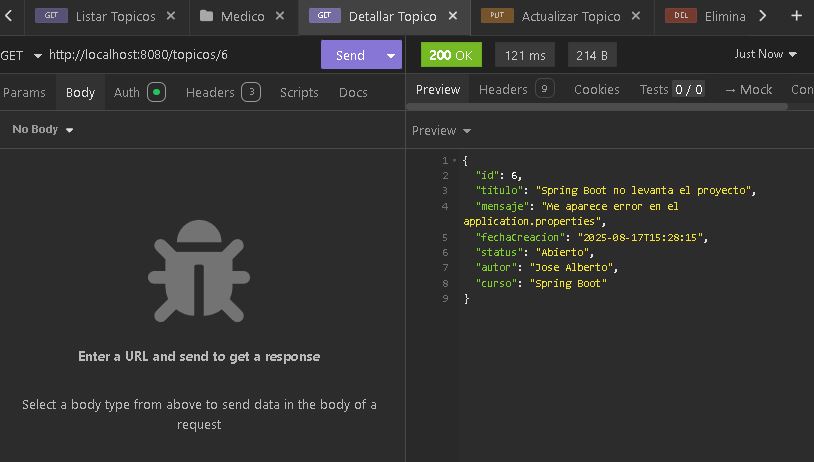 GET Listar Topicos
Medico
GET Detallar Topico
PUT Actualizar Topico
DEL Elimina
GET http://localhost:8080/topicos/6
Send
200 OK
121 ms
214 B
Just Now
Params Body Auth Headers 3 Scripts Docs
Preview Headers 9 Cookies Tests 0 / 0 → Mock Con
No Body
Preview
Enter a URL and send to get a response
Select a body type from above to send data in the body of a
request
1 {
2 "id": 6,
3 "titulo": "Spring Boot no levanta el proyecto",
4 "mensaje": "Me aparece error en el
application.properties",
5 "fechaCreacion": "2025-08-17T15:28:15",
6 "status": "Abierto",
7 "autor": "Jose Alberto",
8 "curso": "Spring Boot"
9 }